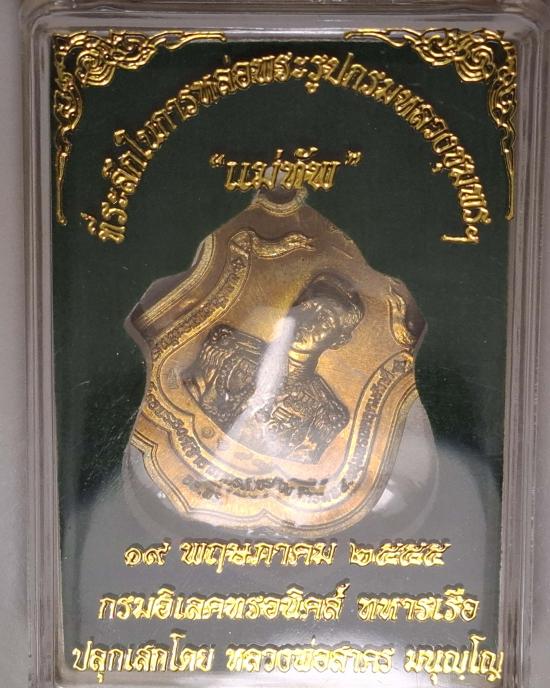 ที่ระลึกในการหล่อพระรูปกรมหลวงชุมพรฯ
"แม่ทัพ"
๑๙ พฤษภาคม ๒๕๕๕
กรมอิเลคทรอนิคส์ ทหารเรือ
ปลุกเสกโดย หลวงพ่อสาคร มนุญฺโญ